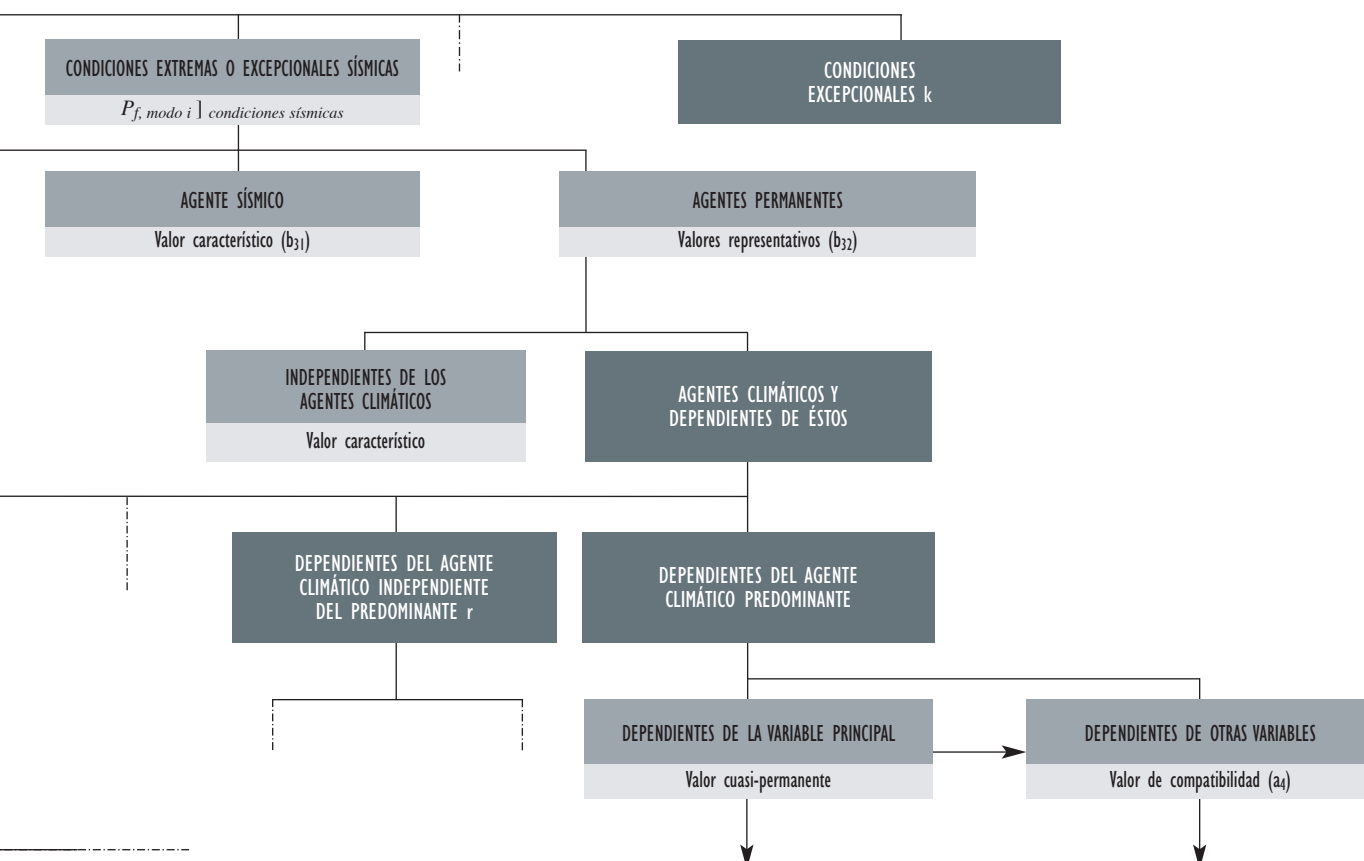 CONDICIONES EXTREMAS O EXCEPCIONALES SÍSMICAS
P_{f, modo i} ] condiciones sísmicas
CONDICIONES
EXCEPCIONALES k
AGENTE SÍSMICO
Valor característico (b₃₁)
AGENTES PERMANENTES
Valores representativos (b₃₂)
INDEPENDIENTES DE LOS
AGENTES CLIMÁTICOS
Valor característico
AGENTES CLIMÁTICOS Y
DEPENDIENTES DE ÉSTOS
DEPENDIENTES DEL AGENTE
CLIMÁTICO INDEPENDIENTE
DEL PREDOMINANTE r
DEPENDIENTES DEL AGENTE
CLIMÁTICO PREDOMINANTE
DEPENDIENTES DE LA VARIABLE PRINCIPAL
Valor cuasi-permanente
DEPENDIENTES DE OTRAS VARIABLES
Valor de compatibilidad (a₄)